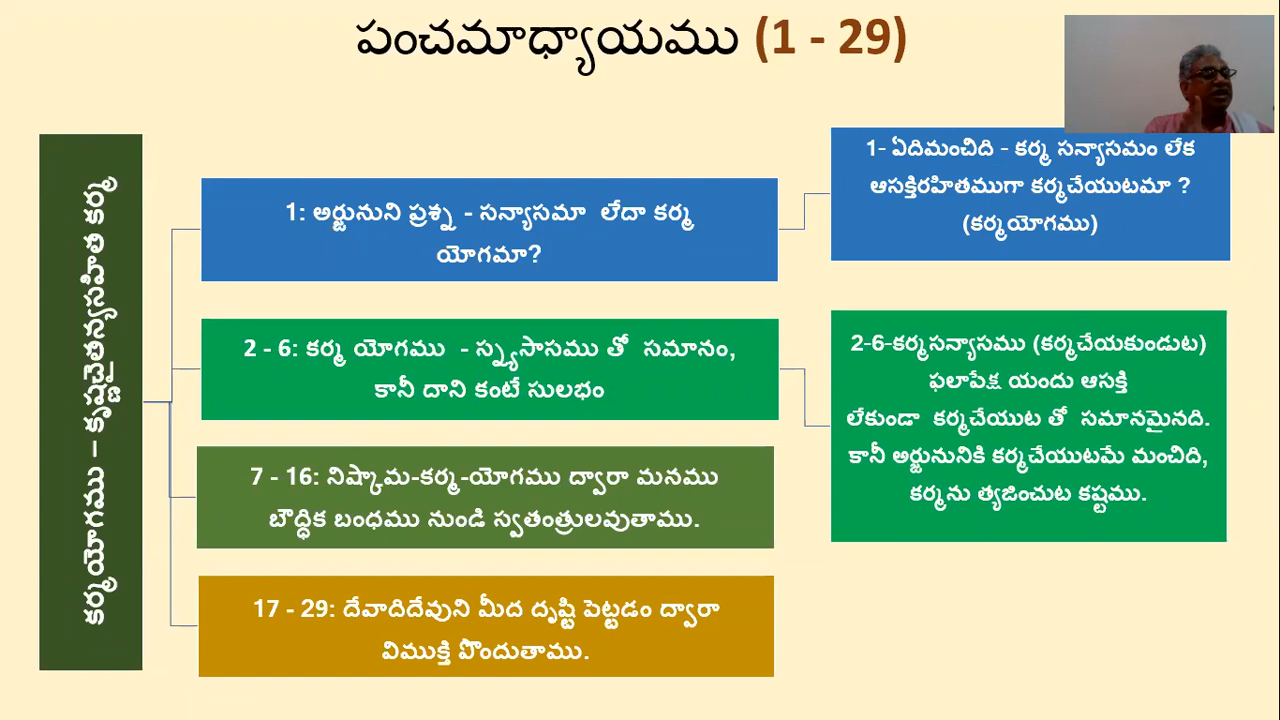 పంచమాధ్యాయము (1 - 29)
కర్మయోగము – కృష్ణచైతన్యసహిత కర్మ
1: అర్జునుని ప్రశ్న - సన్యాసమా లేదా కర్మ
యోగమా?
1- ఏదిమంచిది - కర్మ సన్యాసమం లేక
ఆసక్తిరహితముగా కర్మచేయుటమా ?
(కర్మయోగము)
2 - 6: కర్మ యోగము - స్న్యసాసము తో సమానం,
కానీ దాని కంటే సులభం
2-6-కర్మసన్యాసము (కర్మచేయకుండుట)
ఫలాపేక్ష యందు ఆసక్తి
లేకుండా కర్మచేయుట తో సమానమైనది.
కానీ అర్జునునికి కర్మచేయుటమే మంచిది,
కర్మను త్యజించుట కష్టము.
7 - 16: నిష్కామ-కర్మ-యోగము ద్వారా మనము
బౌద్ధిక బంధము నుండి స్వతంత్రులవుతాము.
17 - 29: దేవాదిదేవుని మీద దృష్టి పెట్టడం ద్వారా
విముక్తి పొందుతాము.